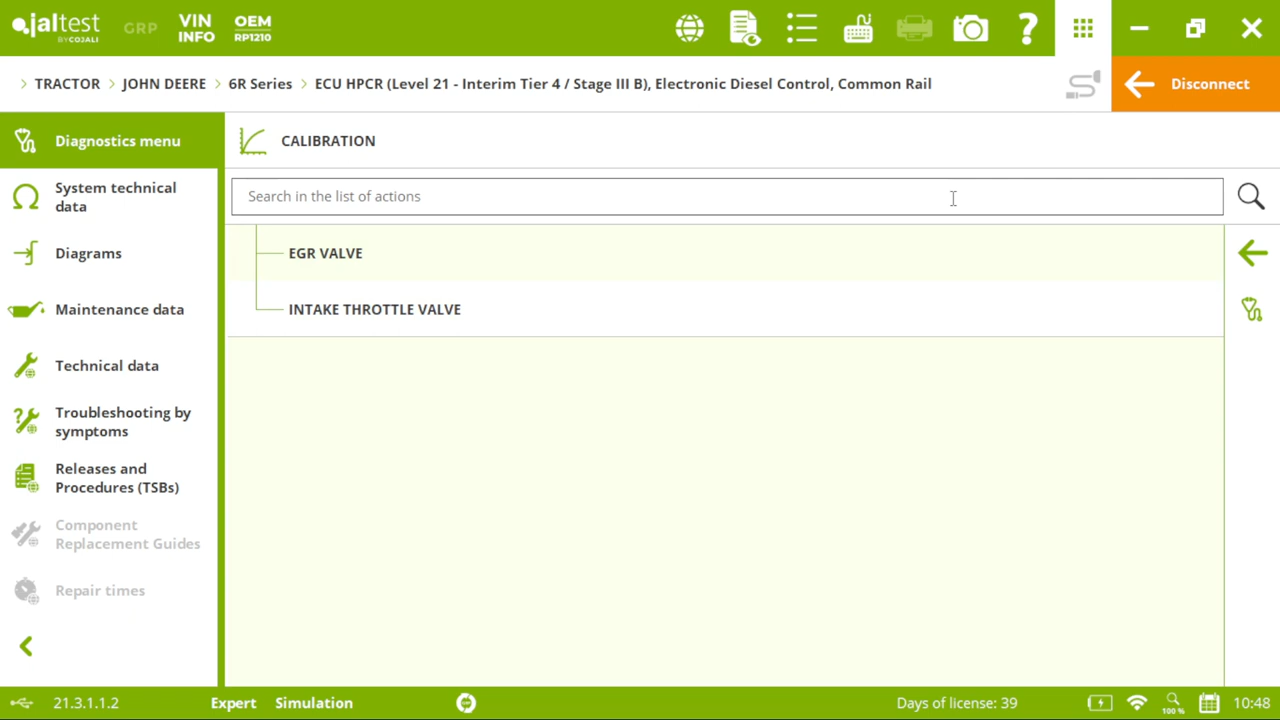 jaltest
BY COJALI
GRP
VIN
INFO
OEM
RP1210
?
TRACTOR > JOHN DEERE > 6R Series > ECU HPCR (Level 21 - Interim Tier 4 / Stage III B), Electronic Diesel Control, Common Rail
Disconnect
Diagnostics menu
CALIBRATION
System technical
data
Search in the list of actions
Diagrams
EGR VALVE
Maintenance data
INTAKE THROTTLE VALVE
Technical data
Troubleshooting by
symptoms
Releases and
Procedures (TSBs)
Component
Replacement Guides
Repair times
21.3.1.1.2
Expert
Simulation
Days of license: 39
100 %
10:48